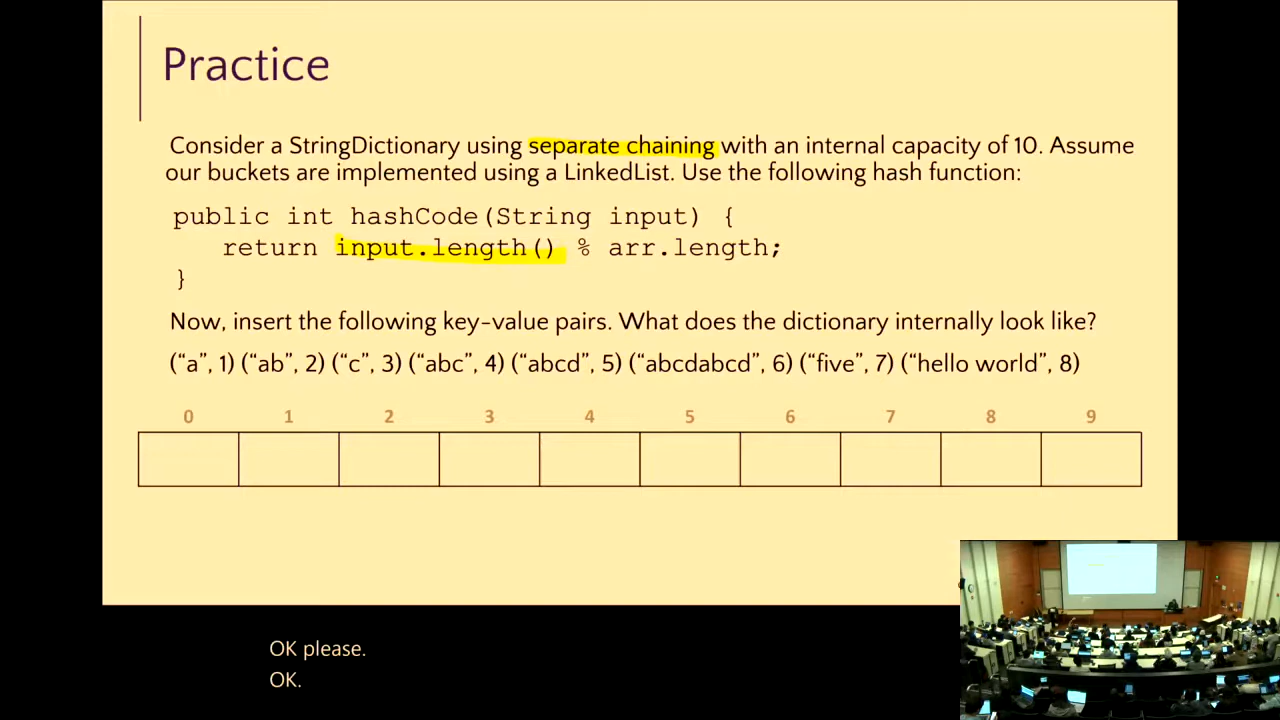 Practice
Consider a StringDictionary using separate chaining with an internal capacity of 10. Assume
our buckets are implemented using a LinkedList. Use the following hash function:
public int hashCode(String input) {
return input.length() % arr.length;
}
Now, insert the following key-value pairs. What does the dictionary internally look like?
(“a”, 1) (“ab”, 2) (“c”, 3) (“abc”, 4) (“abcd”, 5) (“abcdabcd”, 6) (“five”, 7) (“hello world”, 8)
0 1 2 3 4 5 6 7 8 9
OK please.
OK.